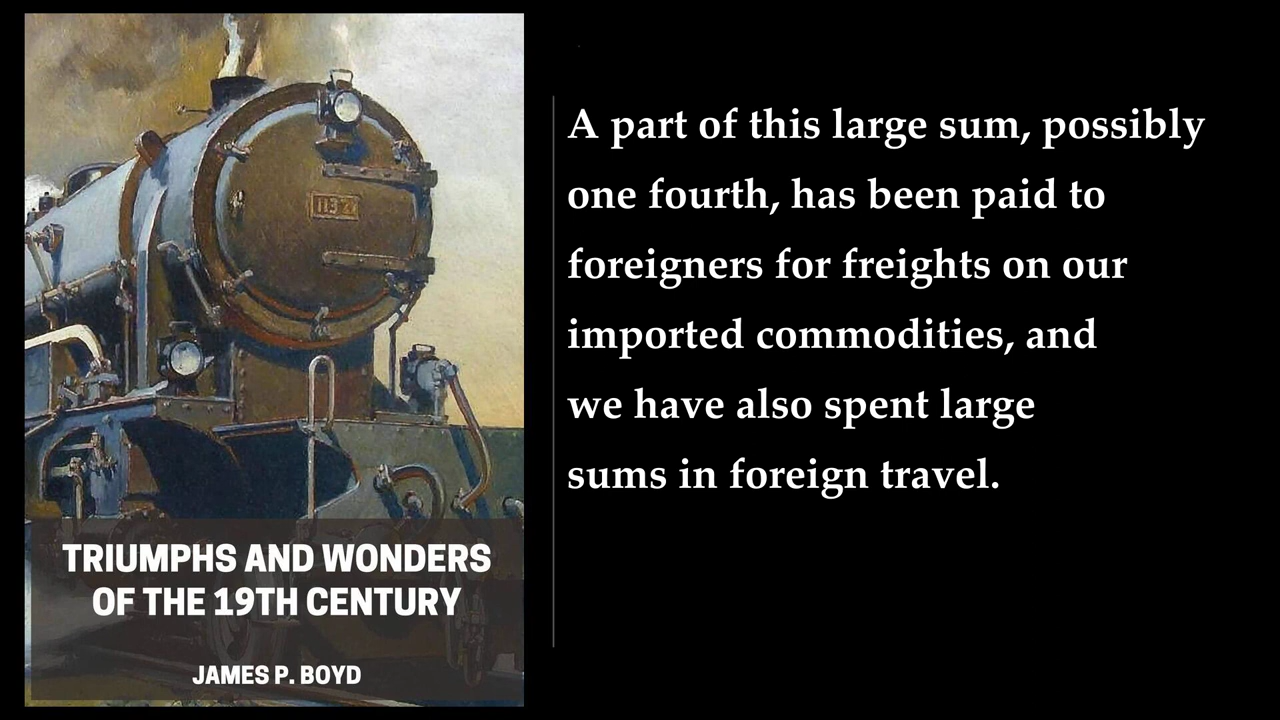 1132
TRIUMPHS AND WONDERS
OF THE 19TH CENTURY
JAMES P. BOYD
A part of this large sum, possibly
one fourth, has been paid to
foreigners for freights on our
imported commodities, and
we have also spent large
sums in foreign travel.